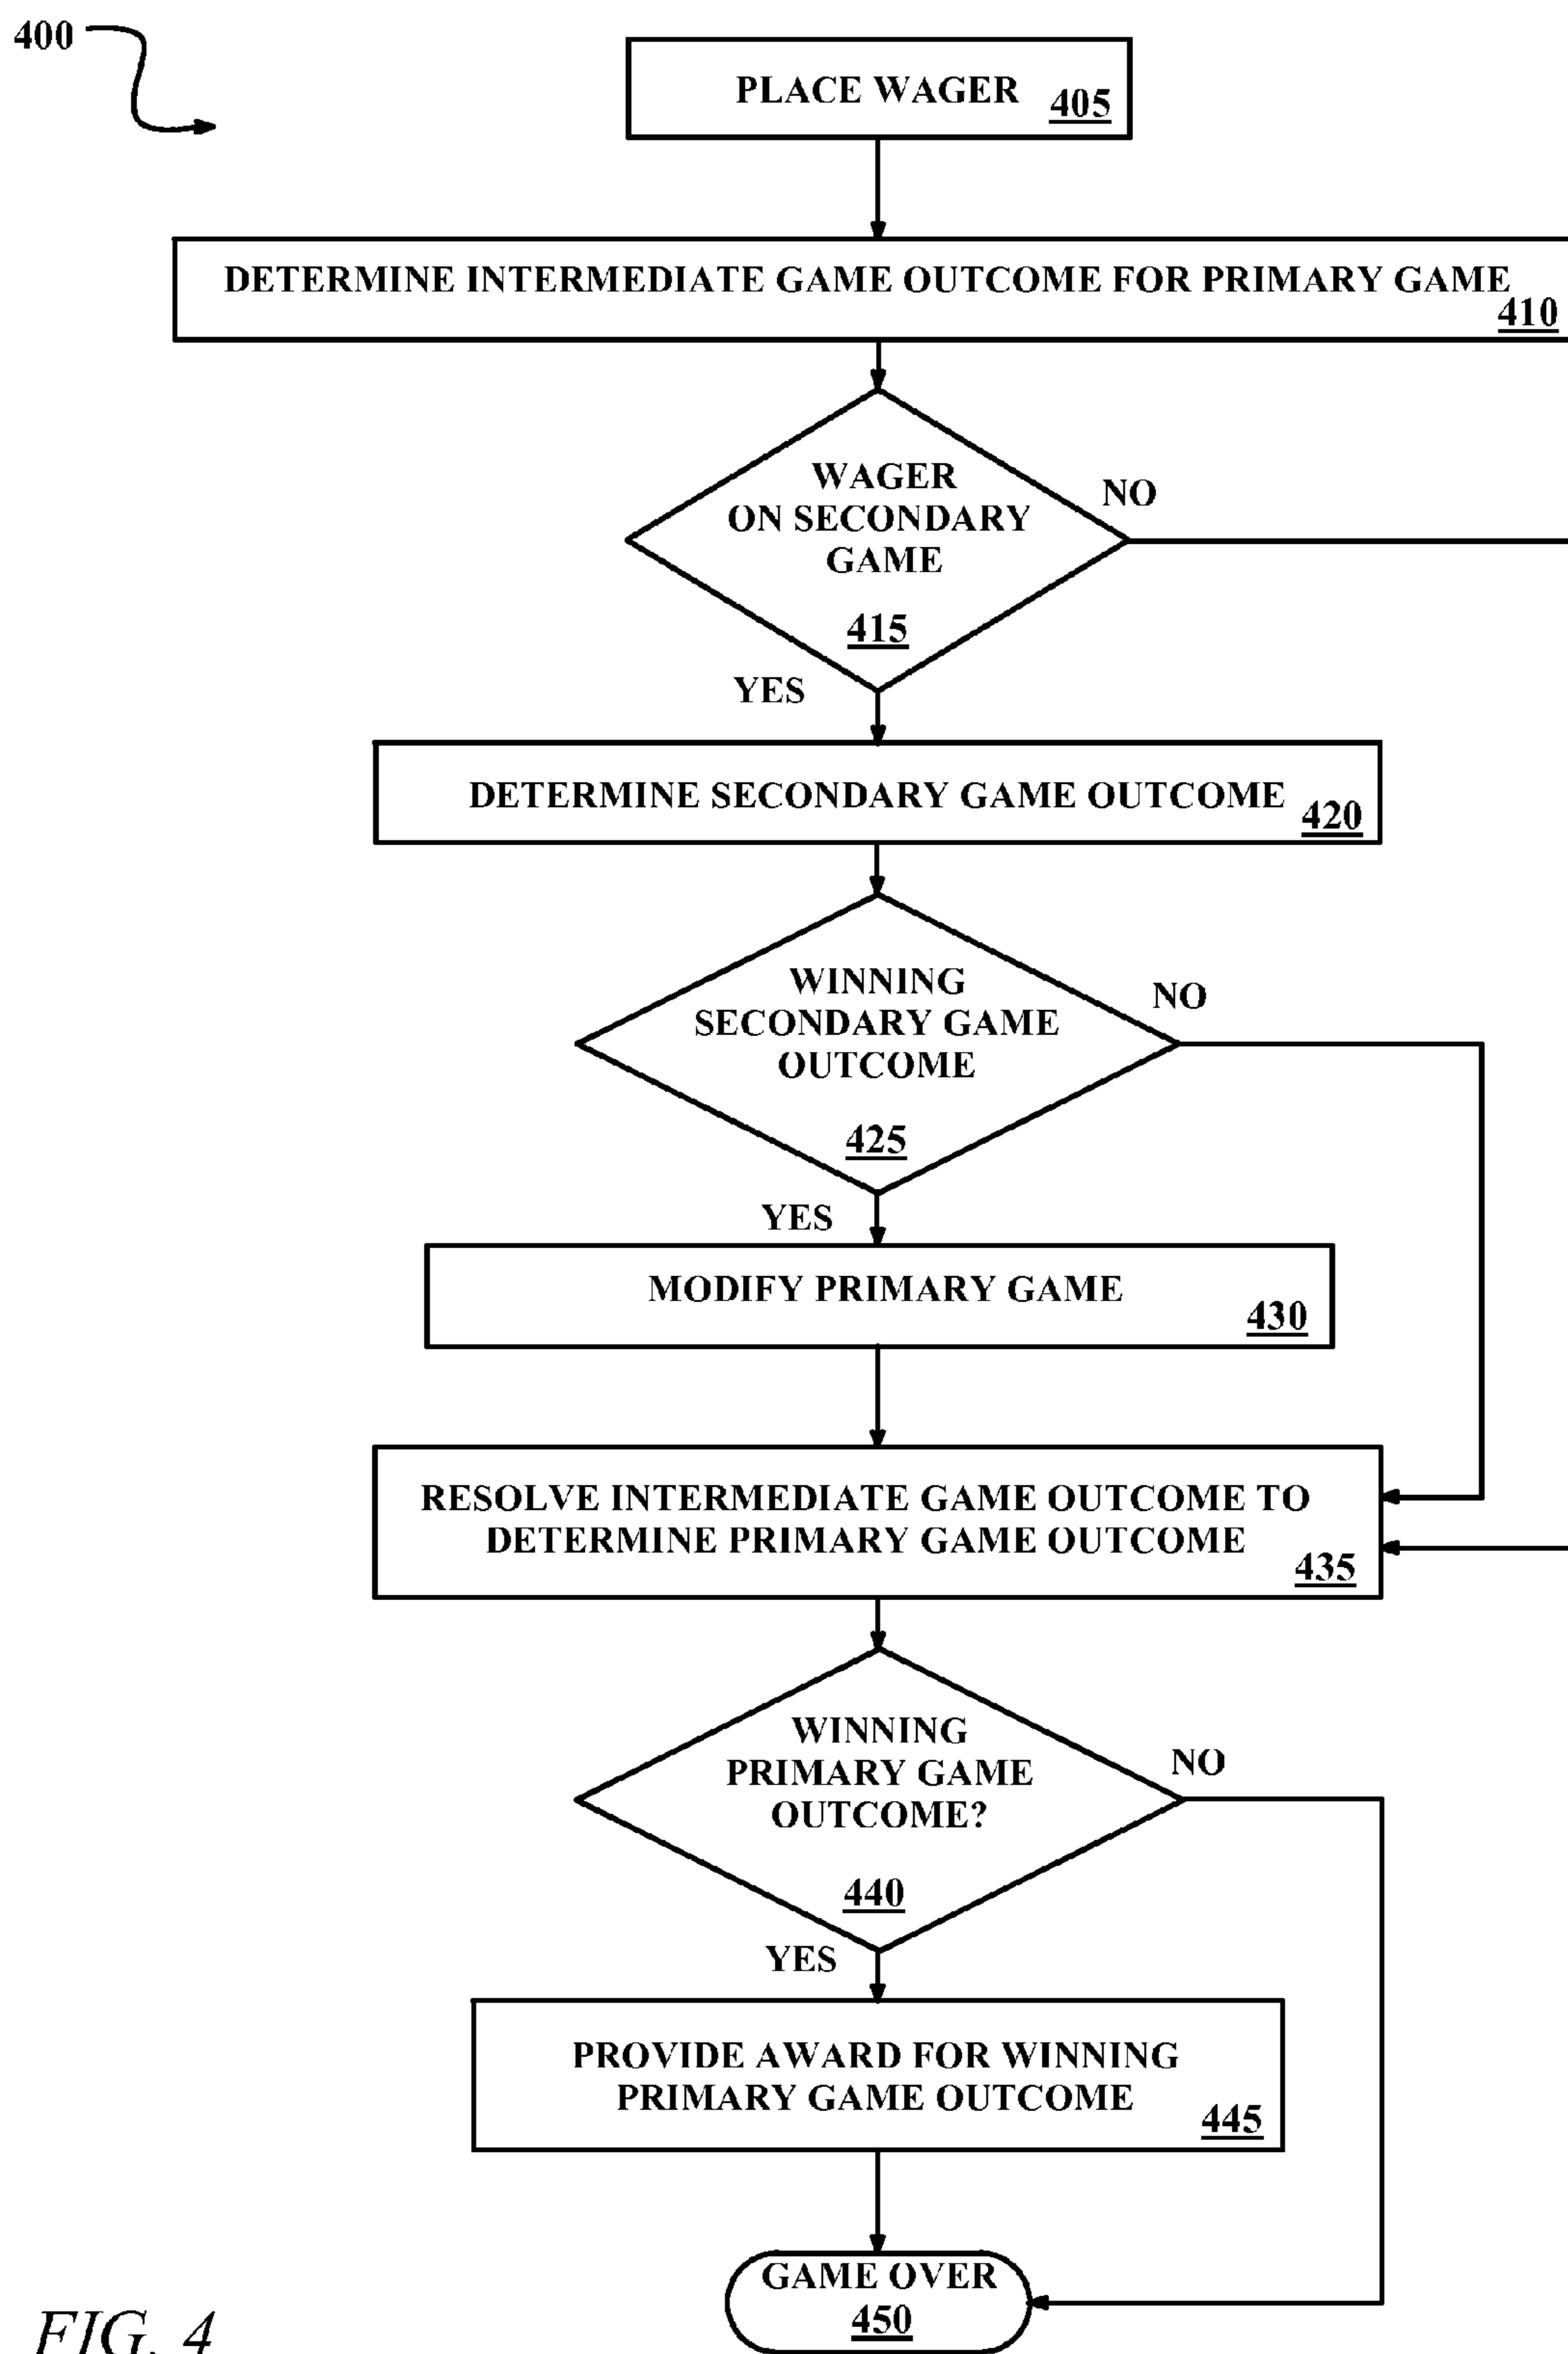 400
PLACE WAGER
405
DETERMINE INTERMEDIATE GAME OUTCOME FOR PRIMARY GAME
410
WAGER
ON SECONDARY
GAME
415
NO
YES
DETERMINE SECONDARY GAME OUTCOME
420
WINNING
SECONDARY GAME
OUTCOME
425
NO
YES
MODIFY PRIMARY GAME
430
RESOLVE INTERMEDIATE GAME OUTCOME TO
DETERMINE PRIMARY GAME OUTCOME
435
WINNING
PRIMARY GAME
OUTCOME?
440
NO
YES
PROVIDE AWARD FOR WINNING
PRIMARY GAME OUTCOME
445
GAME OVER
450
FIG. 4